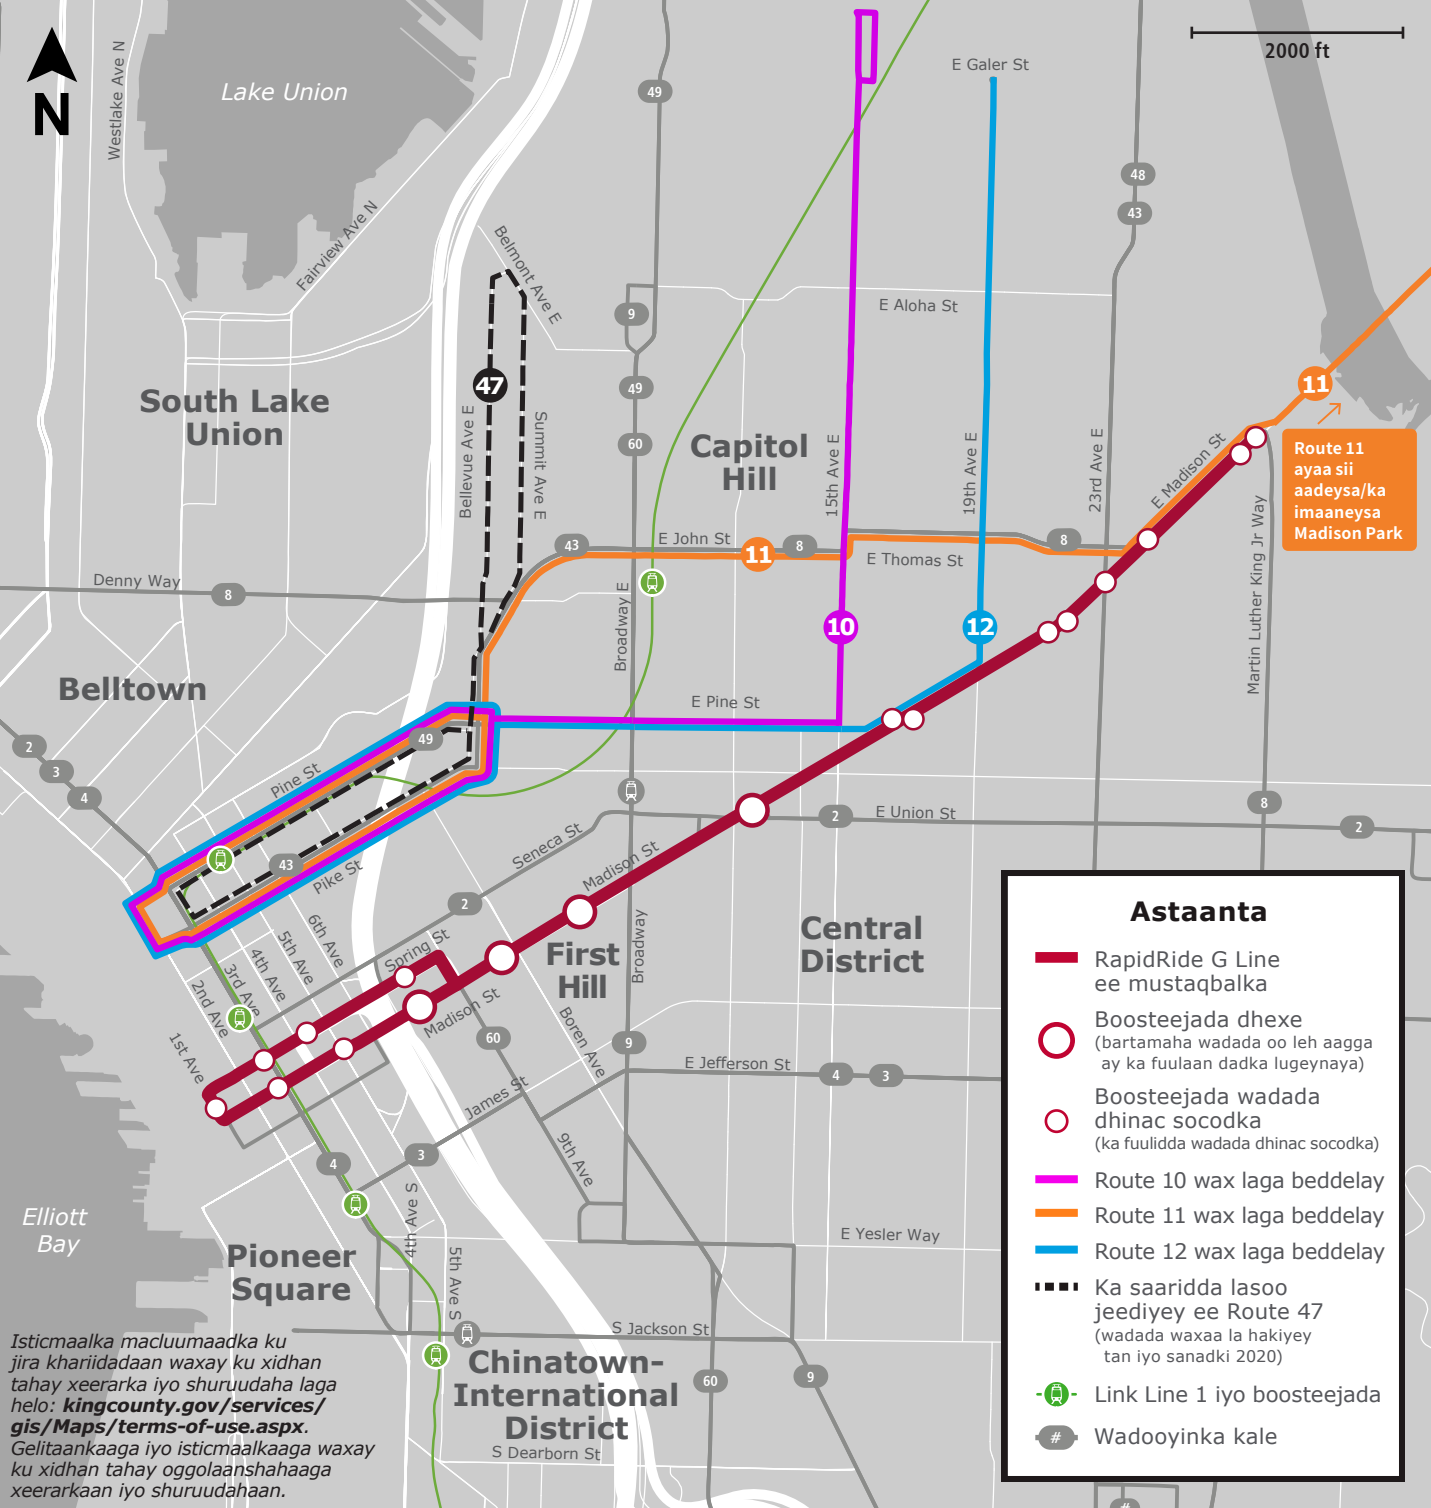 N
Lake Union
Westlake Ave N
Fairview Ave N
49
E Galer St
2000 ft
48
43
Belmont Ave E
9
E Aloha St
49
60
47
11
Route 11
ayaa sii
aadeysa/ka
imaaneysa
Madison Park
South Lake
Union
Bellevue Ave E
Summit Ave E
Capitol
Hill
15th Ave E
19th Ave E
23rd Ave E
E Madison St
Martin Luther King Jr Way
43
E John St
11
8
E Thomas St
8
Denny Way
8
Broadway E
10
12
Belltown
E Pine St
49
2
3
4
Pine St
43
Pike St
Seneca St
Madison St
2
E Union St
8
2
2
6th Ave
5th Ave
4th Ave
3rd Ave
2nd Ave
1st Ave
Spring St
Madison St
First
Hill
Broadway
Central
District
60
Boren Ave
9
E Jefferson St
4
3
James St
3
4
9th Ave
4th Ave S
5th Ave S
E Yesler Way
Elliott
Bay
Pioneer
Square
S Jackson St
Chinatown-
International
District
60
9
S Dearborn St
Isticmaalka macluumaadka ku
jira khariidadaan waxay ku xidhan
tahay xeerarka iyo shuruudaha laga
helo: kingcounty.gov/services/
gis/Maps/terms-of-use.aspx.
Gelitaankaaga iyo isticmaalkaaga waxay
ku xidhan tahay oggolaanshahaaga
xeerarkaan iyo shuruudahaan.
Astaanta
RapidRide G Line
ee mustaqbalka
Boosteejada dhexe
(bartamaha wadada oo leh aagga
ay ka fuulaan dadka lugeynaya)
Boosteejada wadada
dhinac socodka
(ka fuulidda wadada dhinac socodka)
Route 10 wax laga beddelay
Route 11 wax laga beddelay
Route 12 wax laga beddelay
Ka saaridda lasoo
jeediyey ee Route 47
(wadada waxaa la hakiyey
tan iyo sanadki 2020)
Link Line 1 iyo boosteejada
# Wadooyinka kale
#